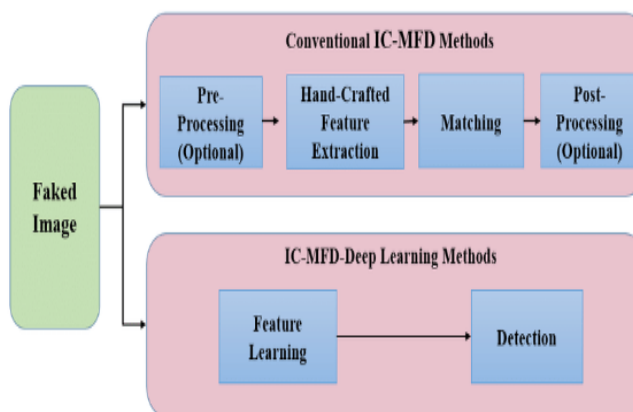 Conventional IC-MFD Methods
Pre-
Processing
(Optional)
Hand-Crafted
Feature
Extraction
Matching
Post-
Processing
(Optional)
Faked
Image
IC-MFD-Deep Learning Methods
Feature
Learning
Detection